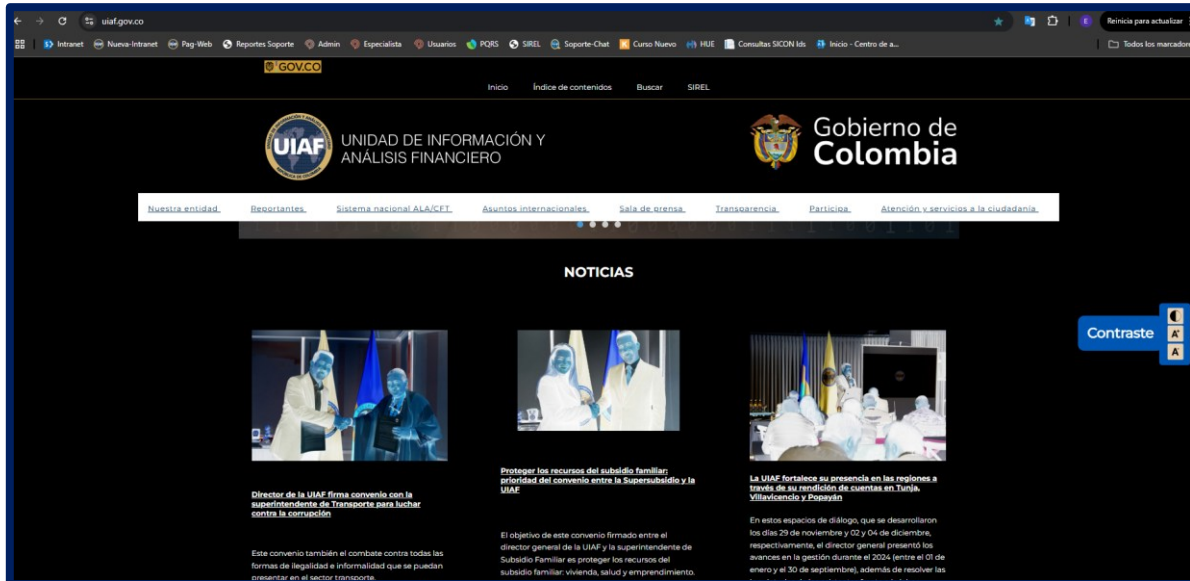 uiaf.gov.co
E
Reinicia para actualizar
Intranet
Nueva-Intranet
Pag-Web
Reportes Soporte
Admin
Especialista
Usuarios
PQRS
SIREL
Soporte-Chat
Curso Nuevo
HUE
Consultas SICON Ids
Inicio - Centro de a...
Todos los marcadore
GOV.CO
Inicio
Índice de contenidos
Buscar
SIREL
UIAF
UNIDAD DE INFORMACIÓN Y
ANÁLISIS FINANCIERO
Gobierno de
Colombia
Nuestra entidad
Reportantes
Sistema nacional ALA/CFT
Asuntos internacionales
Sala de prensa
Transparencia
Participa
Atención y servicios a la ciudadania
NOTICIAS
Contraste
A+
A-
Director de la UIAF firma convenio con la
superintendente de Transporte para luchar
contra la corrupción
Este convenio también el combate contra todas las
formas de ilegalidad e informalidad que se puedan
presentar en el sector transporte.
Proteger los recursos del subsidio familiar:
prioridad del convenio entre la Supersubsidio y la
UIAF
El objetivo de este convenio firmado entre el
director general de la UIAF y la superintendente de
Subsidio Familiar es proteger los recursos del
subsidio familiar: vivienda, salud y emprendimiento.
La UIAF fortalece su presencia en las regiones a
través de su rendición de cuentas en Tunja,
Villavicencio y Popayán
En estos espacios de diálogo, que se desarrollaron
los días 29 de noviembre y 02 y 04 de diciembre,
respectivamente, el director general presentó los
avances en la gestión durante el 2024 (entre el 01 de
enero y el 30 de septiembre), además de resolver las